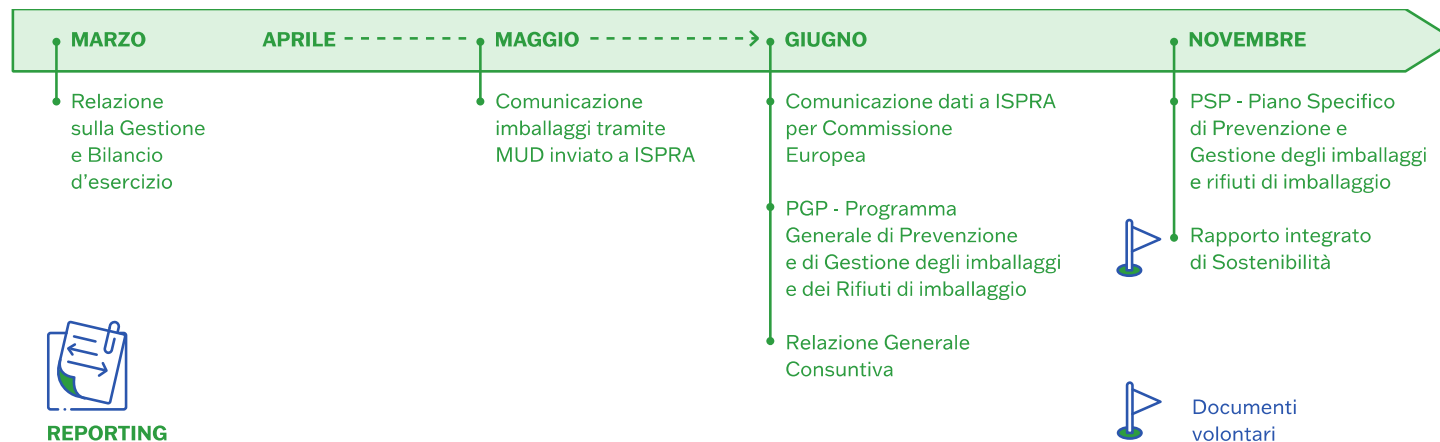 MARZO
APRILE
MAGGIO
GIUGNO
NOVEMBRE
Relazione
sulla Gestione
e Bilancio
d'esercizio
Comunicazione
imballaggi tramite
MUD inviato a ISPRA
Comunicazione dati a ISPRA
per Commissione
Europea
PGP - Programma
Generale di Prevenzione
e di Gestione degli imballaggi
e dei Rifiuti di imballaggio
Relazione Generale
Consuntiva
PSP - Piano Specifico
di Prevenzione e
Gestione degli imballaggi
e rifiuti di imballaggio
Rapporto integrato
di Sostenibilità
REPORTING
Documenti
volontari